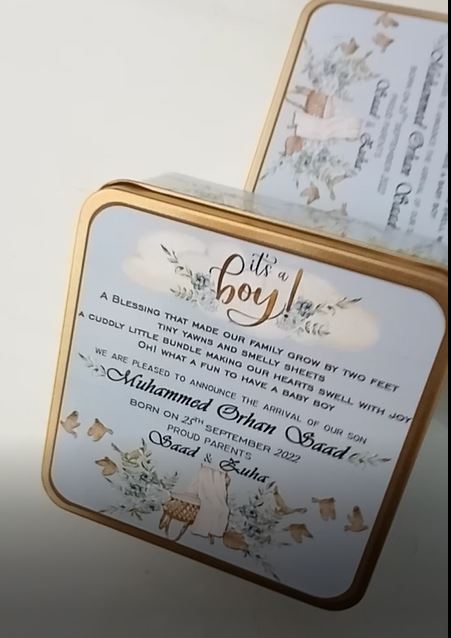 it's a
boy!
A Blessing that made our family grow by two feet
tiny yawns and smelly sheets
a cuddly little bundle making our hearts swell with joy
Oh! what a fun to have a baby boy
we are pleased to announce the arrival of our son
Muhammed Orhan Saad
born on 25th September 2022
proud parents
Saad & Zuha